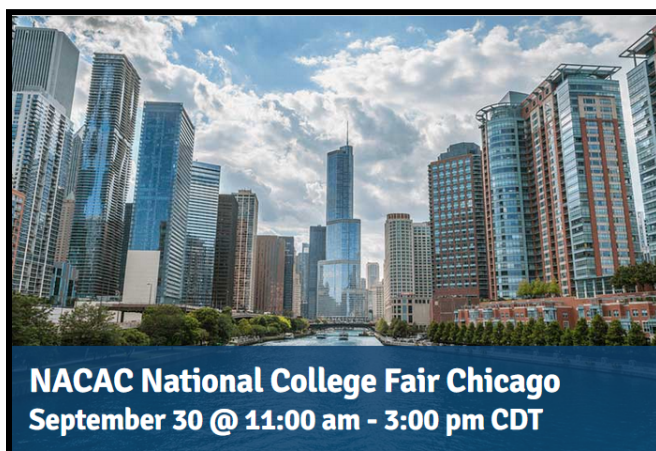 NACAC National College Fair Chicago
September 30 @ 11:00 am - 3:00 pm CDT